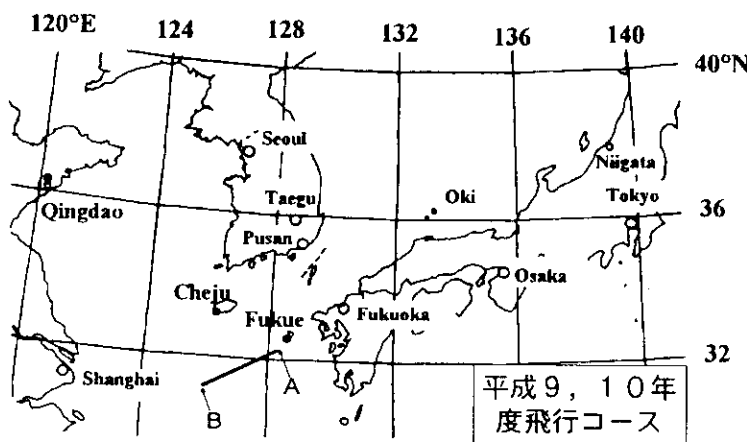 120°E 124 128 132 136 140
40°N
Seoul
Niigata
Taegu
Oki
Tokyo
36
Qingdao
Pusan
Osaka
Cheju
Fukue
Fukuoka
32
Shanghai
A
B
平成9，10年
度飛行コース